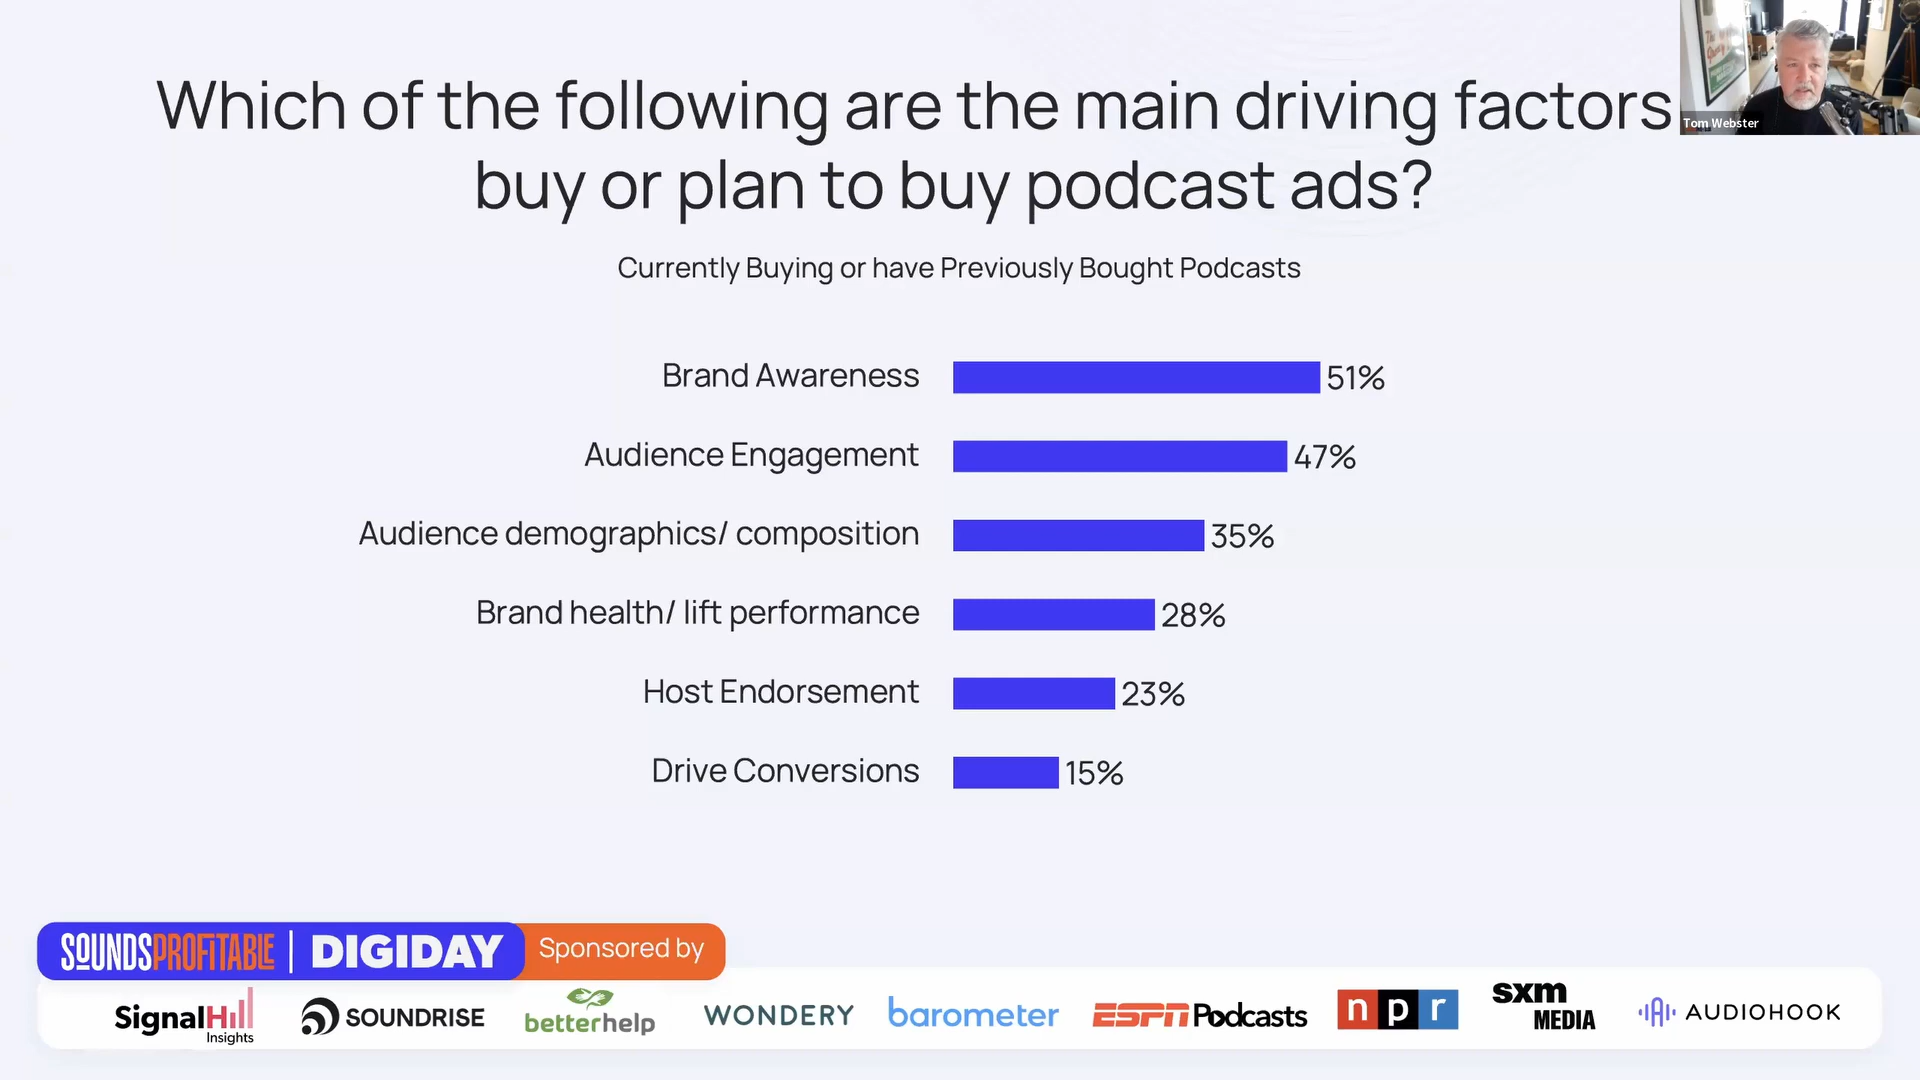 Which of the following are the main driving factors
buy or plan to buy podcast ads?
Tom Webster
Currently Buying or have Previously Bought Podcasts
Brand Awareness 51%
Audience Engagement 47%
Audience demographics/ composition 35%
Brand health/ lift performance 28%
Host Endorsement 23%
Drive Conversions 15%
SOUNDSPROFITABLE | DIGIDAY Sponsored by
SignalHill
Insights
SOUNDRISE
betterhelp
WONDERY
barometer
ESPN Podcasts
npr
sxm
MEDIA
AUDIOHOOK